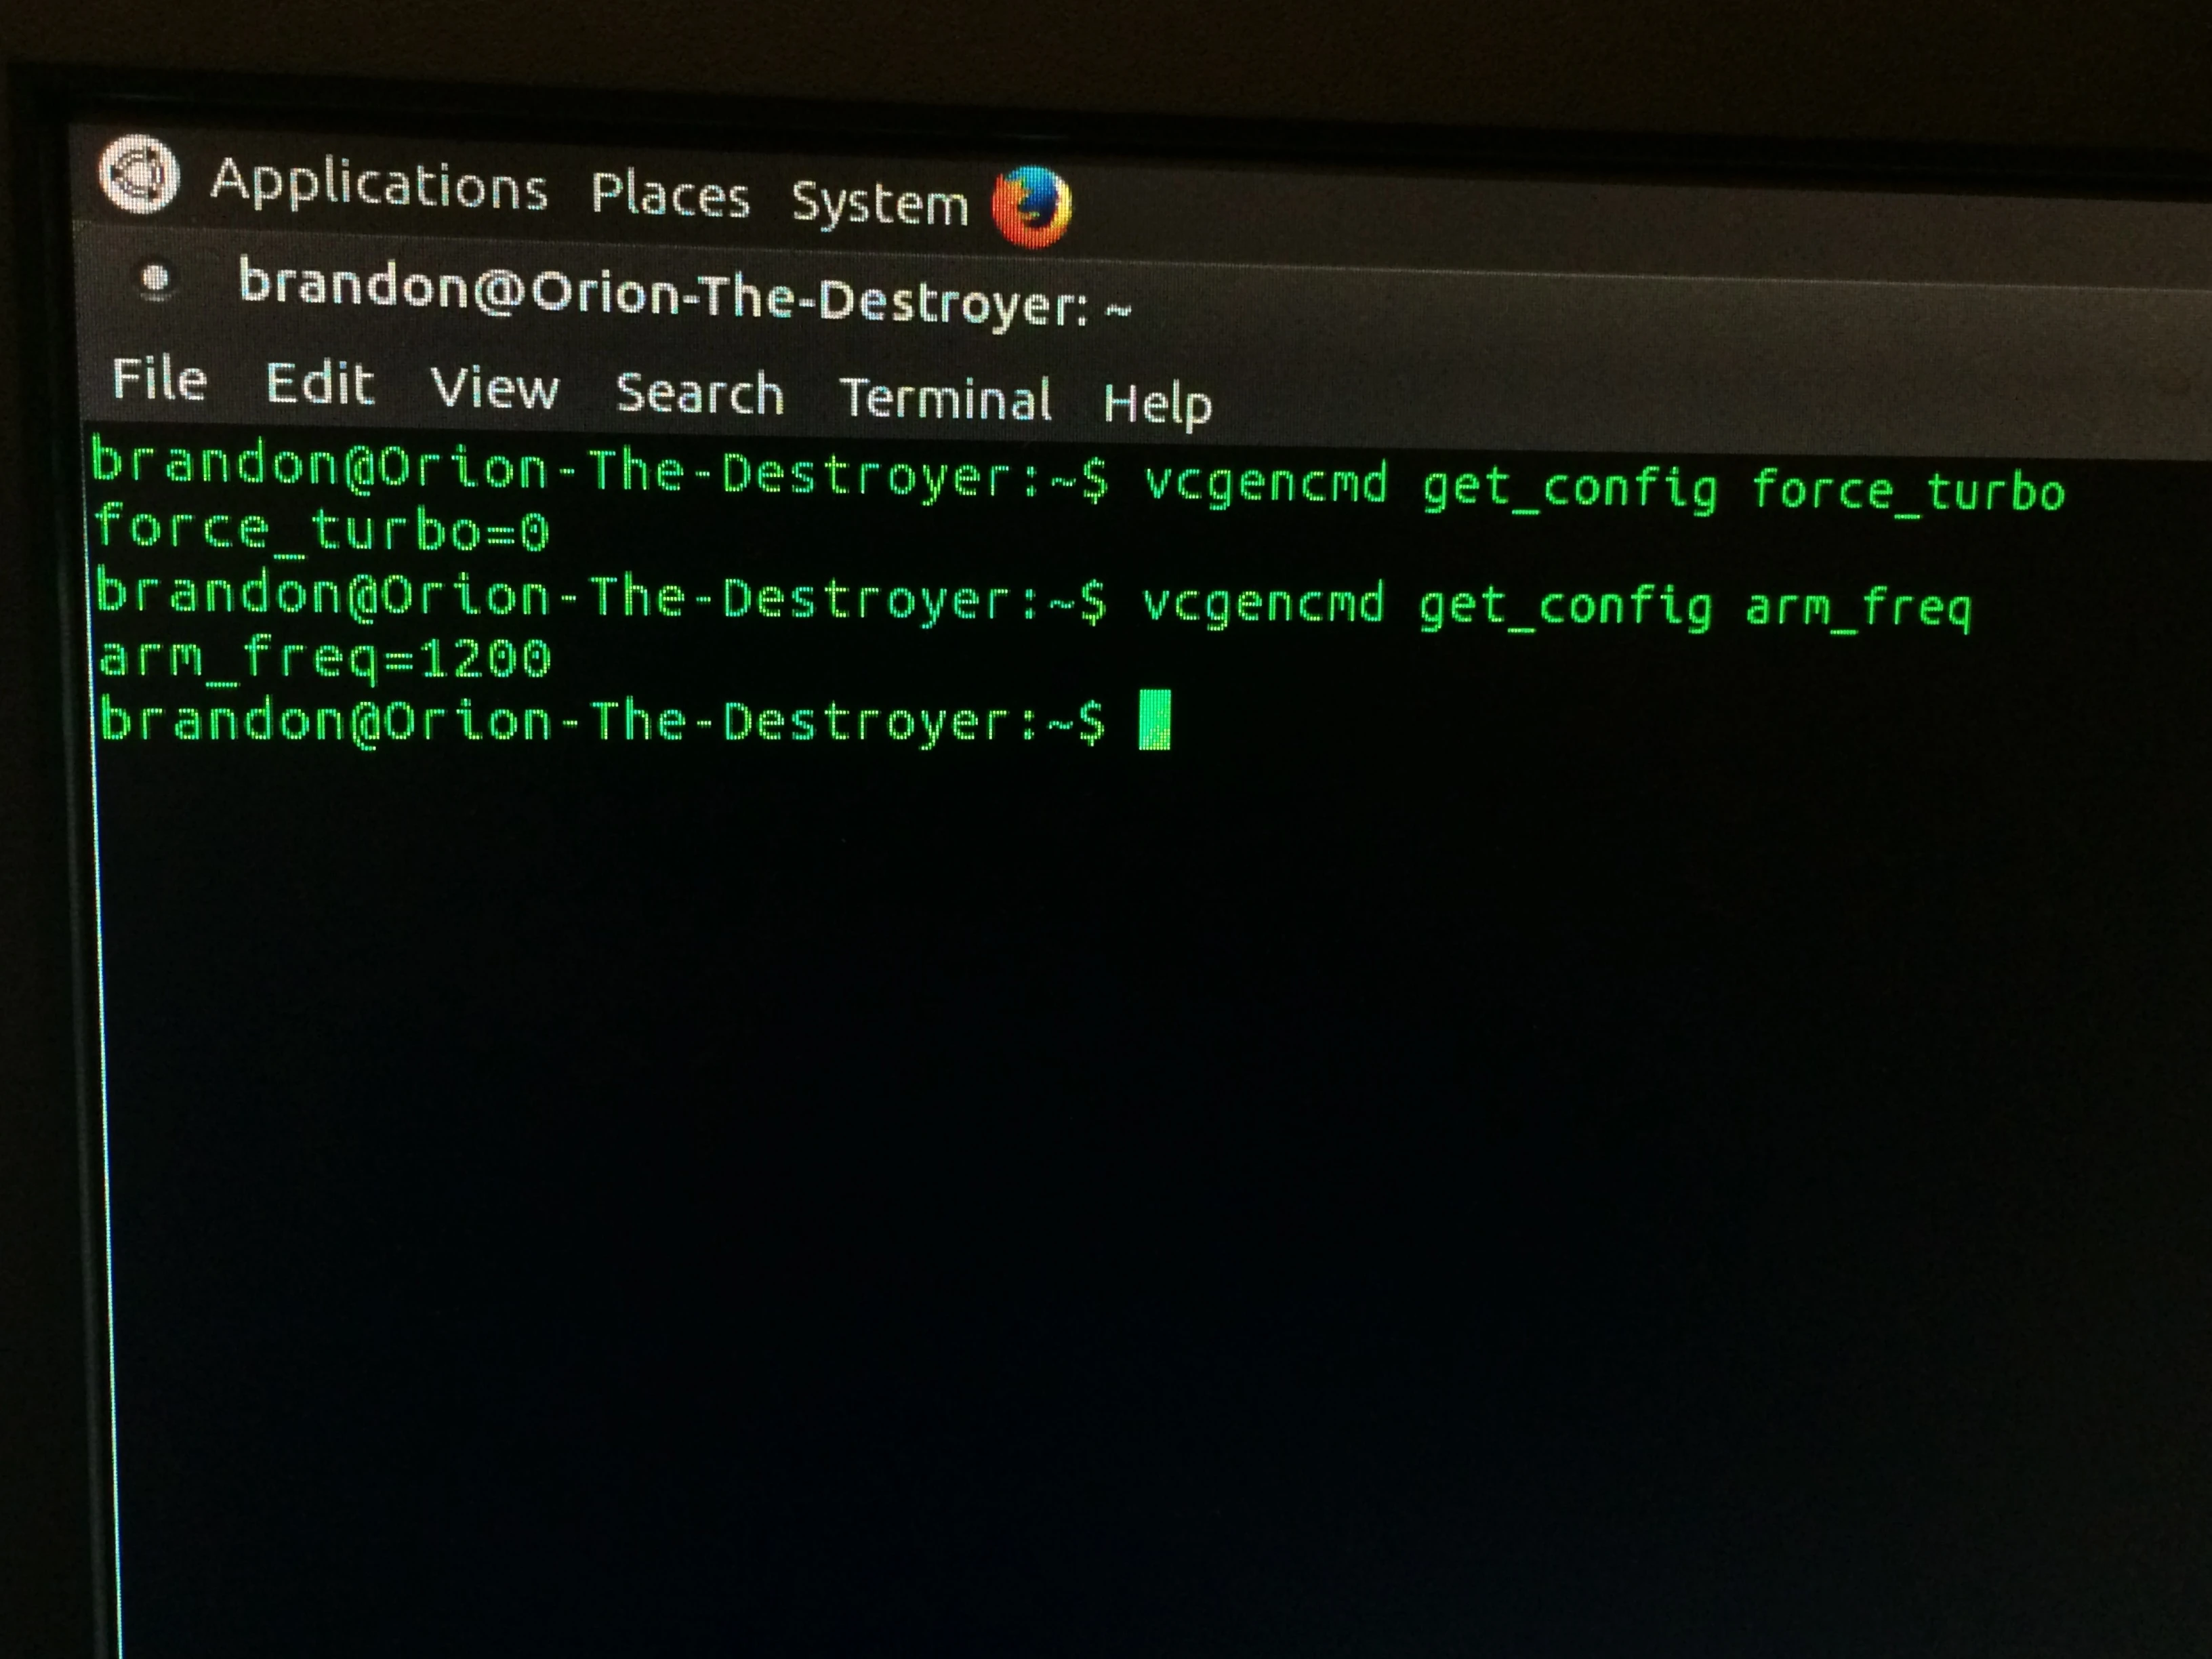 Applications Places System
brandon@Orion-The-Destroyer: ~
File Edit View Search Terminal Help
brandon@Orion-The-Destroyer:~$ vcgencmd get_config force_turbo
force_turbo=0
brandon@Orion-The-Destroyer:~$ vcgencmd get_config arm_freq
arm_freq=1200
brandon@Orion-The-Destroyer:~$